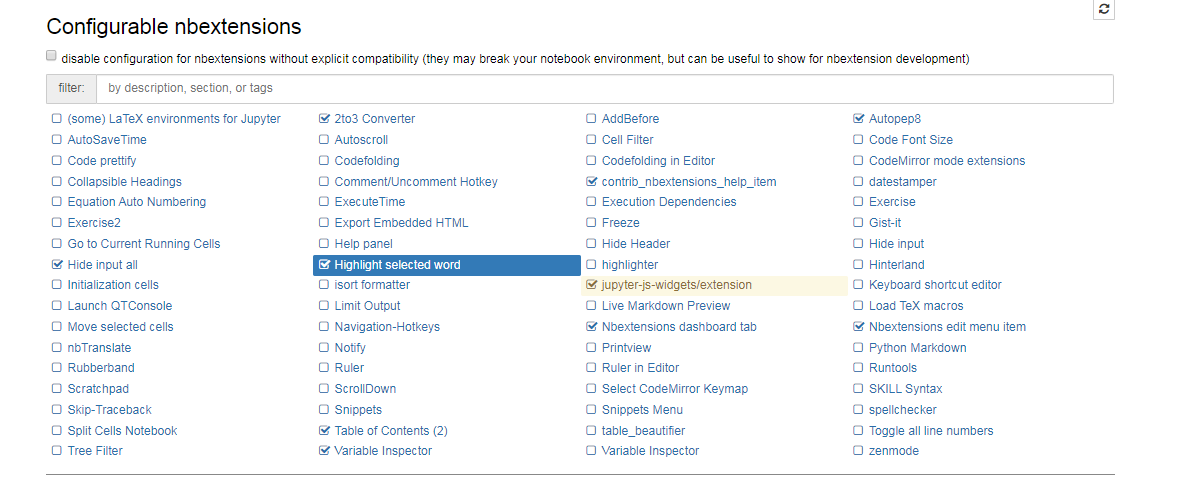 Configurable nbextensions
disable configuration for nbextensions without explicit compatibility (they may break your notebook environment, but can be useful to show for nbextension development)
filter: by description, section, or tags
(some) LaTeX environments for Jupyter 2to3 Converter AddBefore Autopep8
AutoSaveTime Autoscroll Cell Filter Code Font Size
Code prettify Codefolding Codefolding in Editor CodeMirror mode extensions
Collapsible Headings Comment/Uncomment Hotkey contrib_nbextensions_help_item datestamper
Equation Auto Numbering ExecuteTime Execution Dependencies Exercise
Exercise2 Export Embedded HTML Freeze Gist-it
Go to Current Running Cells Help panel Hide Header Hide input
Hide input all Highlight selected word highlighter Hinterland
Initialization cells isort formatter jupyter-js-widgets/extension Keyboard shortcut editor
Launch QTConsole Limit Output Live Markdown Preview Load TeX macros
Move selected cells Navigation-Hotkeys Nbextensions dashboard tab Nbextensions edit menu item
nbTranslate Notify Printview Python Markdown
Rubberband Ruler Ruler in Editor Runtools
Scratchpad ScrollDown Select CodeMirror Keymap SKILL Syntax
Skip-Traceback Snippets Snippets Menu spellchecker
Split Cells Notebook Table of Contents (2) table_beautifier Toggle all line numbers
Tree Filter Variable Inspector Variable Inspector zenmode